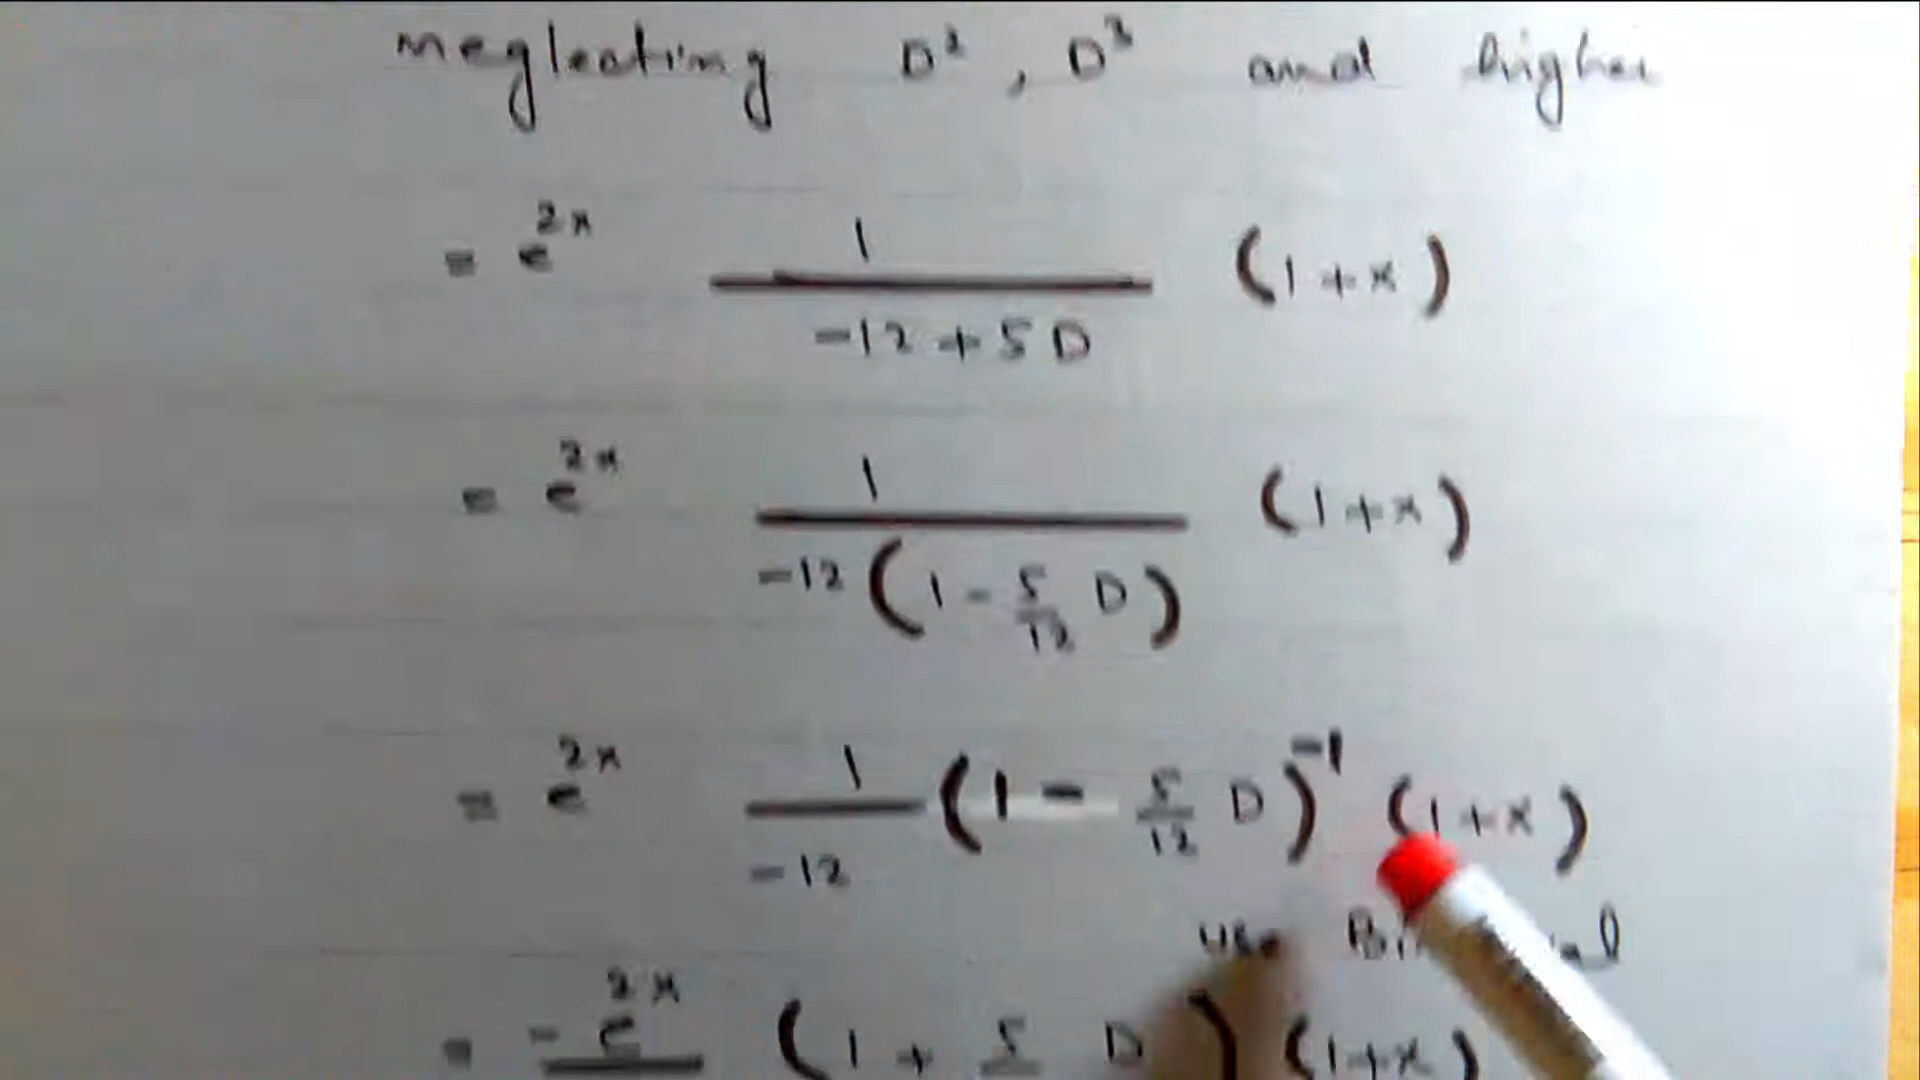 neglecting D², D³ and higher
= e^2x 1/(-12+5D) (1+x)
= e^2x 1/(-12(1 - 5/12 D)) (1+x)
= e^2x 1/-12 (1 - 5/12 D)^-1 (1+x)
use
= -e^2x (1 + 5 D) (1+x)